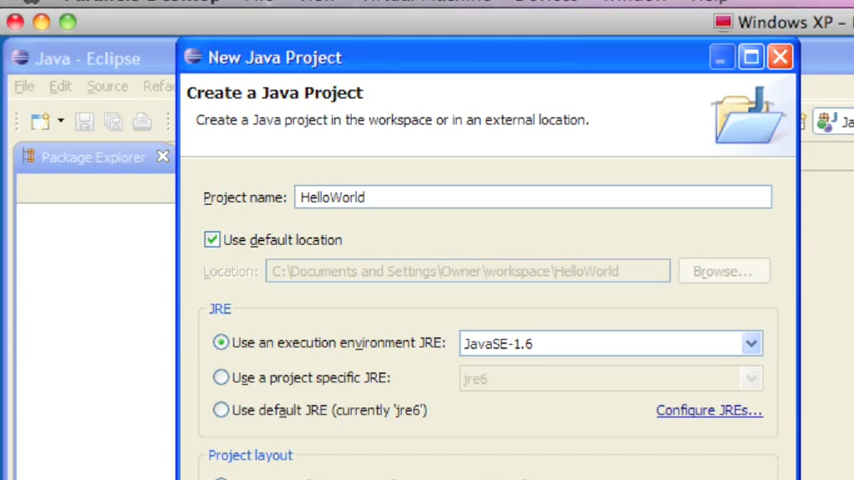 Windows XP –
Java - Eclipse
New Java Project
File Edit Source Refa
Create a Java Project
Create a Java project in the workspace or in an external location.
Ja
Package Explorer
Project name: HelloWorld
Use default location
Location: C:\Documents and Settings\Owner\workspace\HelloWorld Browse...
JRE
Use an execution environment JRE: JavaSE-1.6
Use a project specific JRE: jre6
Use default JRE (currently 'jre6') Configure JREs...
Project layout